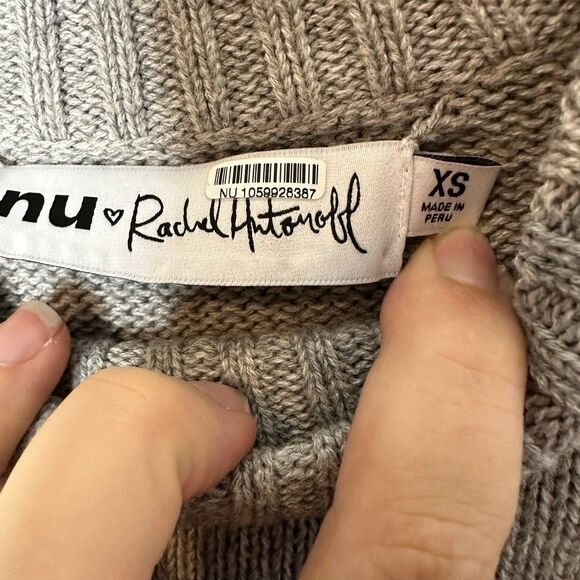 nu ♡ Rachel Antonoff
NU 1059928387
XS
MADE IN
PERU